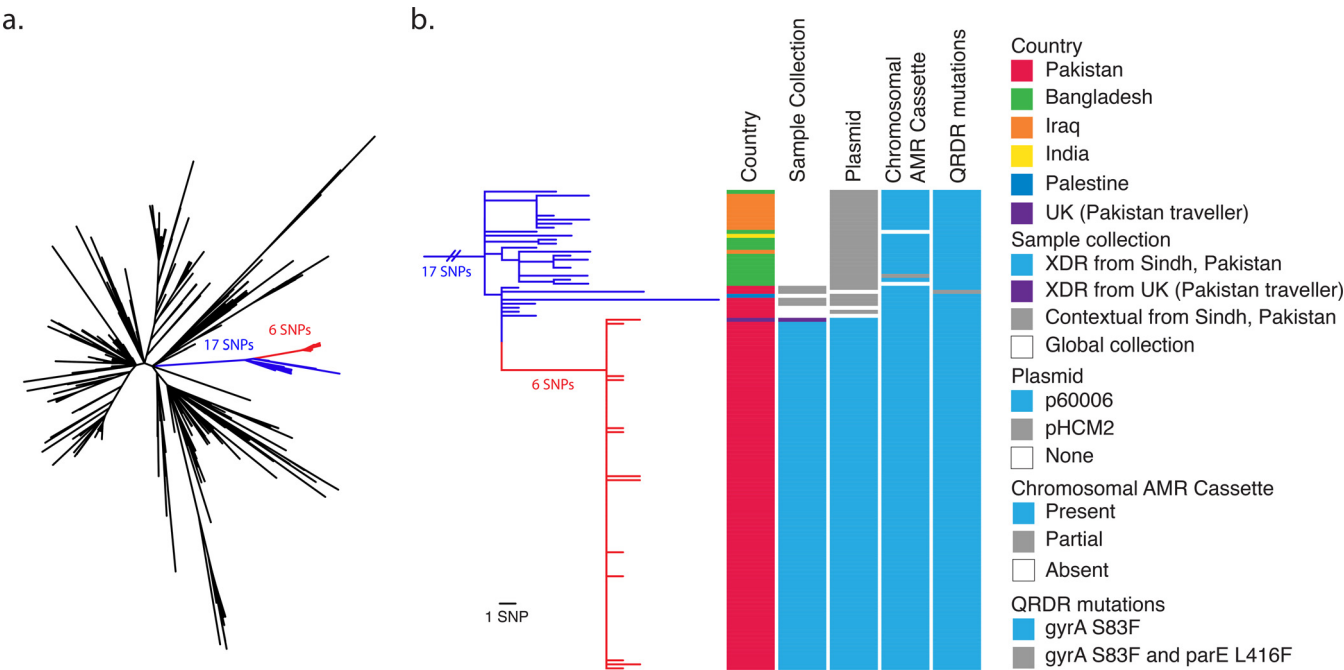 a.
17 SNPs
6 SNPs
b.
17 SNPs
6 SNPs
1 SNP
Country
Sample Collection
Plasmid
Chromosomal
AMR Cassette
QRDR mutations
Country
Pakistan
Bangladesh
Iraq
India
Palestine
UK (Pakistan traveller)
Sample collection
XDR from Sindh, Pakistan
XDR from UK (Pakistan traveller)
Contextual from Sindh, Pakistan
Global collection
Plasmid
p60006
pHCM2
None
Chromosomal AMR Cassette
Present
Partial
Absent
QRDR mutations
gyrA S83F
gyrA S83F and parE L416F